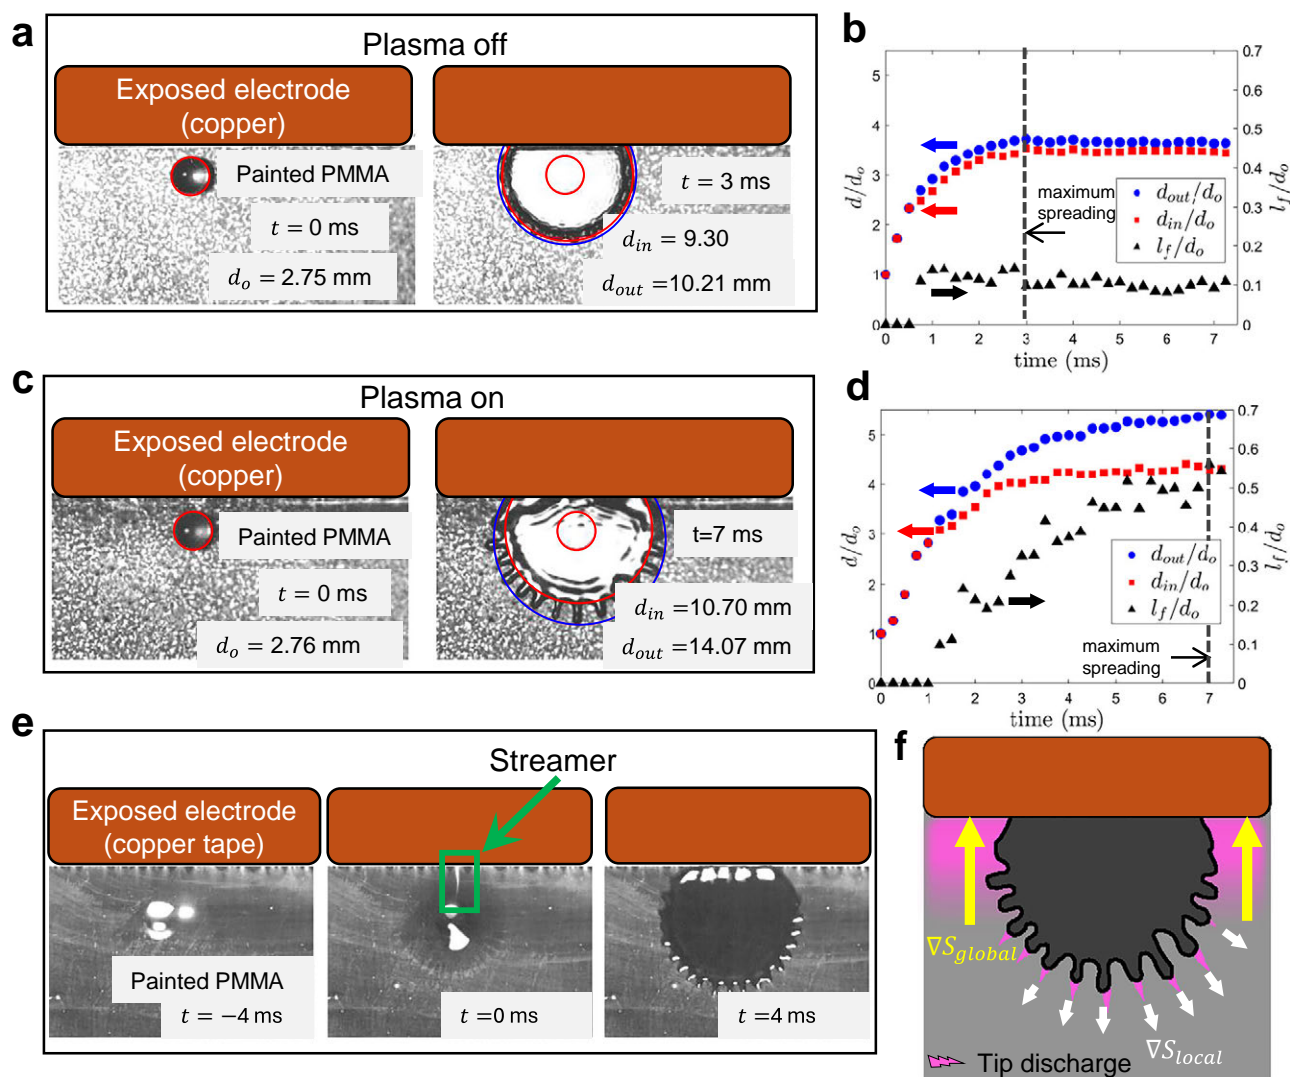 a
Plasma off
Exposed electrode
(copper)
Painted PMMA
t = 0 ms
d_o = 2.75 mm
t = 3 ms
d_in = 9.30
d_out =10.21 mm
b
d/d_o
5
4
3
2
1
0
0 1 2 3 4 5 6 7
time (ms)
0.7
0.6
0.5
0.4
0.3
0.2
0.1
0
l_f/d_o
maximum
spreading
d_out/d_o
d_in/d_o
l_f/d_o
c
Plasma on
Exposed electrode
(copper)
Painted PMMA
t = 0 ms
d_o = 2.76 mm
t=7 ms
d_in =10.70 mm
d_out =14.07 mm
d
d/d_o
5
4
3
2
1
0
0 1 2 3 4 5 6 7
time (ms)
0.7
0.6
0.5
0.4
0.3
0.2
0.1
0
l_f/d_o
d_out/d_o
d_in/d_o
l_f/d_o
maximum
spreading
e
Streamer
Exposed electrode
(copper tape)
Painted PMMA
t = −4 ms
t =0 ms
t =4 ms
f
∇S_global
∇S_local
Tip discharge